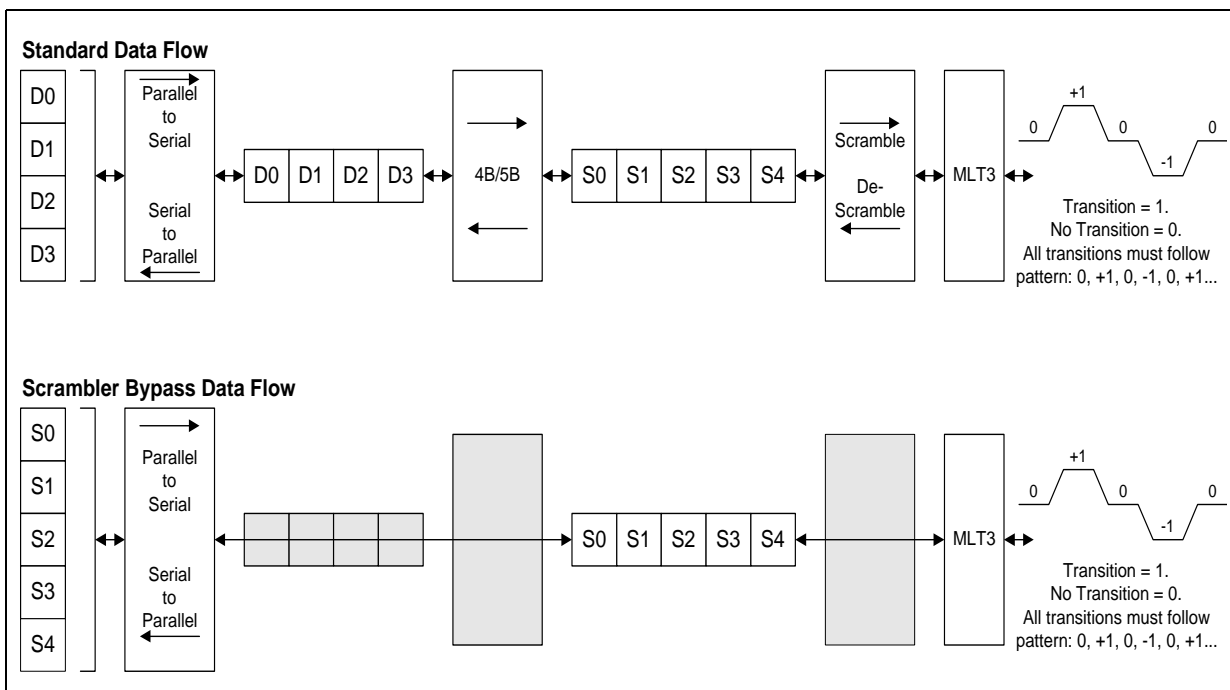 Standard Data Flow
D0
D1
D2
D3
Parallel
to
Serial
Serial
to
Parallel
D0 D1 D2 D3
4B/5B
S0 S1 S2 S3 S4
Scramble
De-
Scramble
MLT3
0
+1
0
-1
0
Transition = 1.
No Transition = 0.
All transitions must follow
pattern: 0, +1, 0, -1, 0, +1...
Scrambler Bypass Data Flow
S0
S1
S2
S3
S4
Parallel
to
Serial
Serial
to
Parallel
S0 S1 S2 S3 S4
MLT3
0
+1
0
-1
0
Transition = 1.
No Transition = 0.
All transitions must follow
pattern: 0, +1, 0, -1, 0, +1...